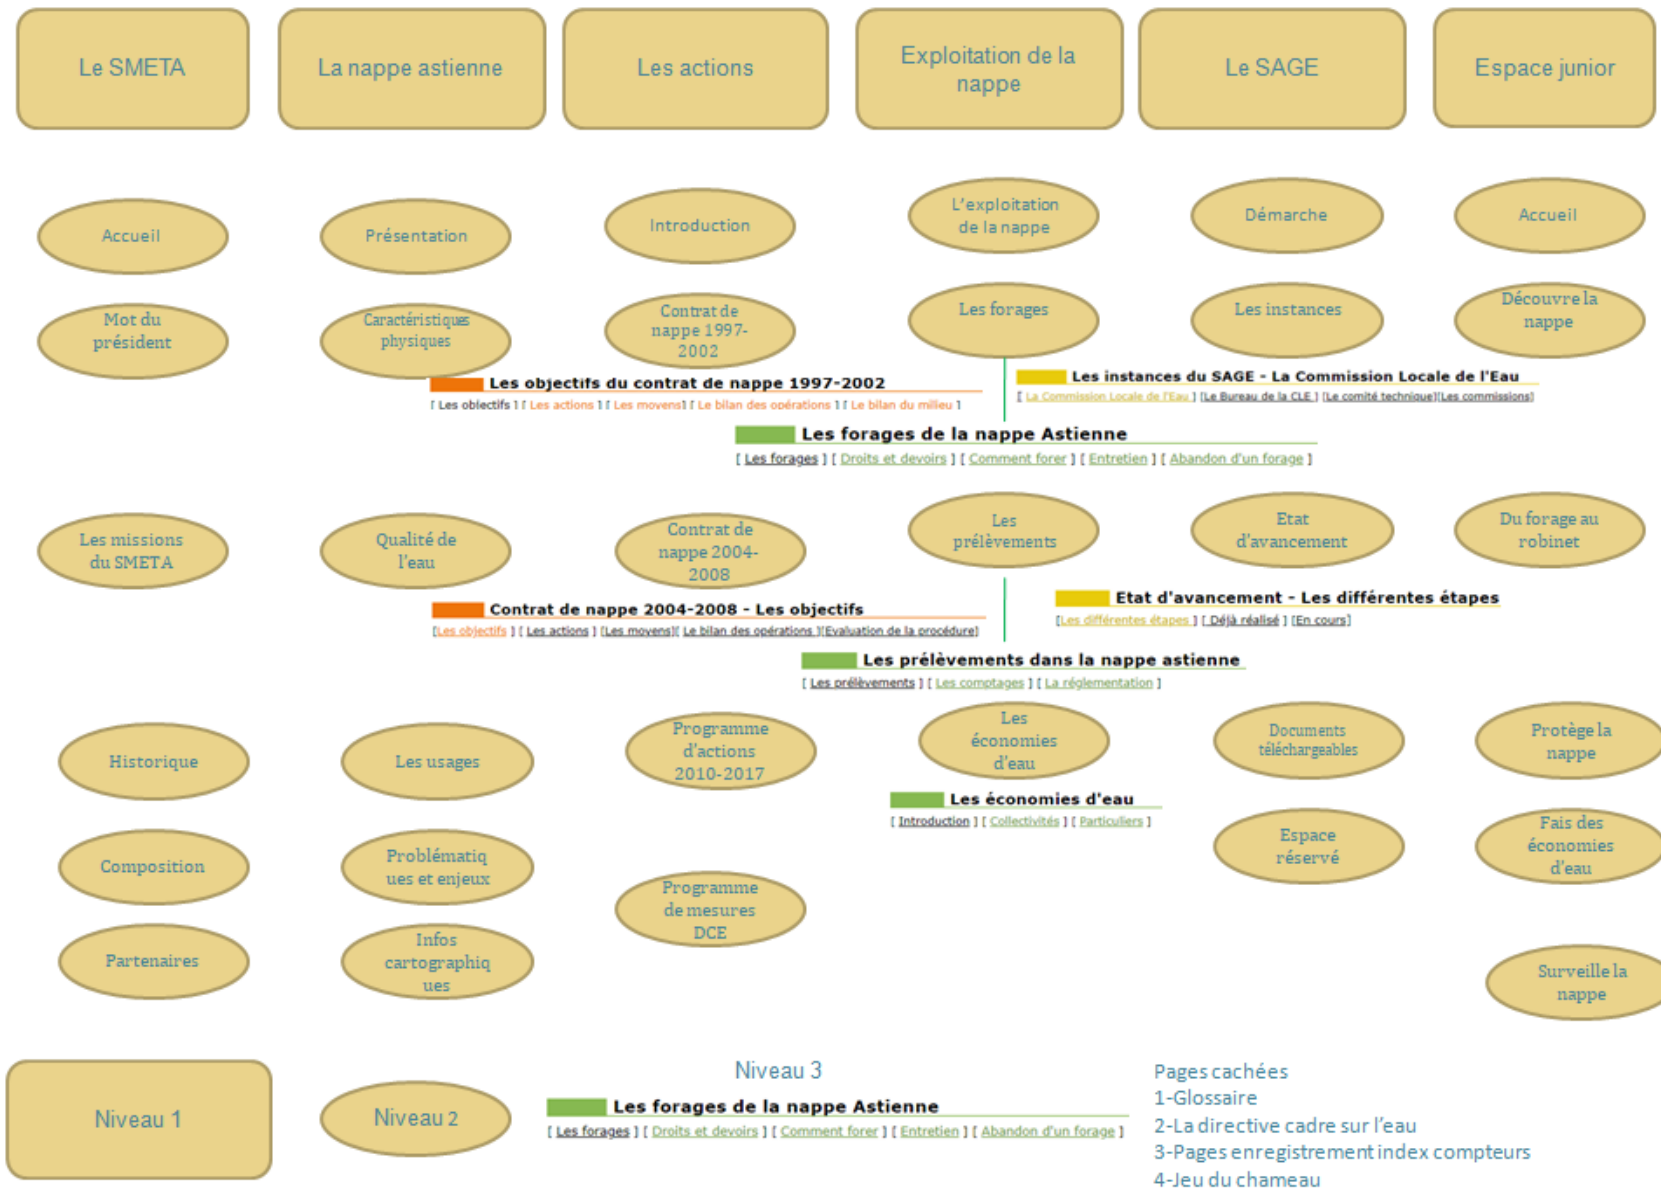 Le SMETA
La nappe astienne
Les actions
Exploitation de la
nappe
Le SAGE
Espace junior
Accueil
Présentation
Introduction
L'exploitation
de la nappe
Démarche
Accueil
Mot du
président
Caractéristiques
physiques
Contrat de
nappe 1997-
2002
Les forages
Les instances
Découvre la
nappe
Les objectifs du contrat de nappe 1997-2002
[ Les objectifs ] [ Les actions ] [ Les moyens] [ Le bilan des opérations ] [ Le bilan du milieu ]
Les instances du SAGE - La Commission Locale de l'Eau
[ La Commission Locale de l'Eau ] [Le Bureau de la CLE ] [Le comité technique][Les commissions]
Les forages de la nappe Astienne
[ Les forages ] [ Droits et devoirs ] [ Comment forer ] [ Entretien ] [ Abandon d'un forage ]
Les missions
du SMETA
Qualité de
l'eau
Contrat de
nappe 2004-
2008
Les
prélèvements
Etat
d'avancement
Du forage au
robinet
Contrat de nappe 2004-2008 - Les objectifs
[Les objectifs ] [ Les actions ] [Les moyens][ Le bilan des opérations ][Evaluation de la procédure]
Etat d'avancement - Les différentes étapes
[Les différentes étapes ] [ Déjà réalisé ] [En cours]
Les prélèvements dans la nappe astienne
[ Les prélèvements ] [ Les comptages ] [ La réglementation ]
Historique
Les usages
Programme
d'actions
2010-2017
Les
économies
d'eau
Documents
téléchargeables
Protège la
nappe
Les économies d'eau
[ Introduction ] [ Collectivités ] [ Particuliers ]
Composition
Problématiq
ues et enjeux
Programme
de mesures
DCE
Espace
réservé
Fais des
économies
d'eau
Partenaires
Infos
cartographiq
ues
Surveille la
nappe
Niveau 1
Niveau 2
Niveau 3
Les forages de la nappe Astienne
[ Les forages ] [ Droits et devoirs ] [ Comment forer ] [ Entretien ] [ Abandon d'un forage ]
Pages cachées
1-Glossaire
2-La directive cadre sur l'eau
3-Pages enregistrement index compteurs
4-Jeu du chameau